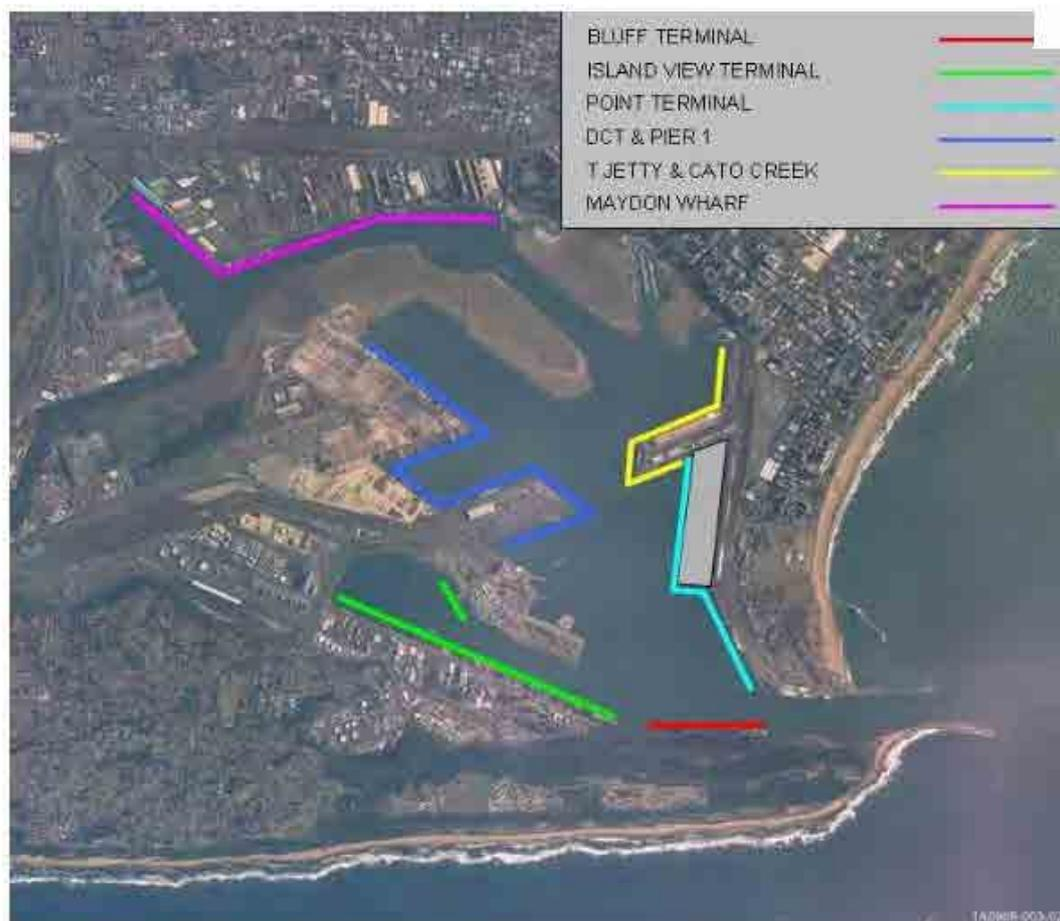 BLUFF TERMINAL
ISLAND VIEW TERMINAL
POINT TERMINAL
DCT & PIER 1
T JETTY & CATO CREEK
MAYDON WHARF